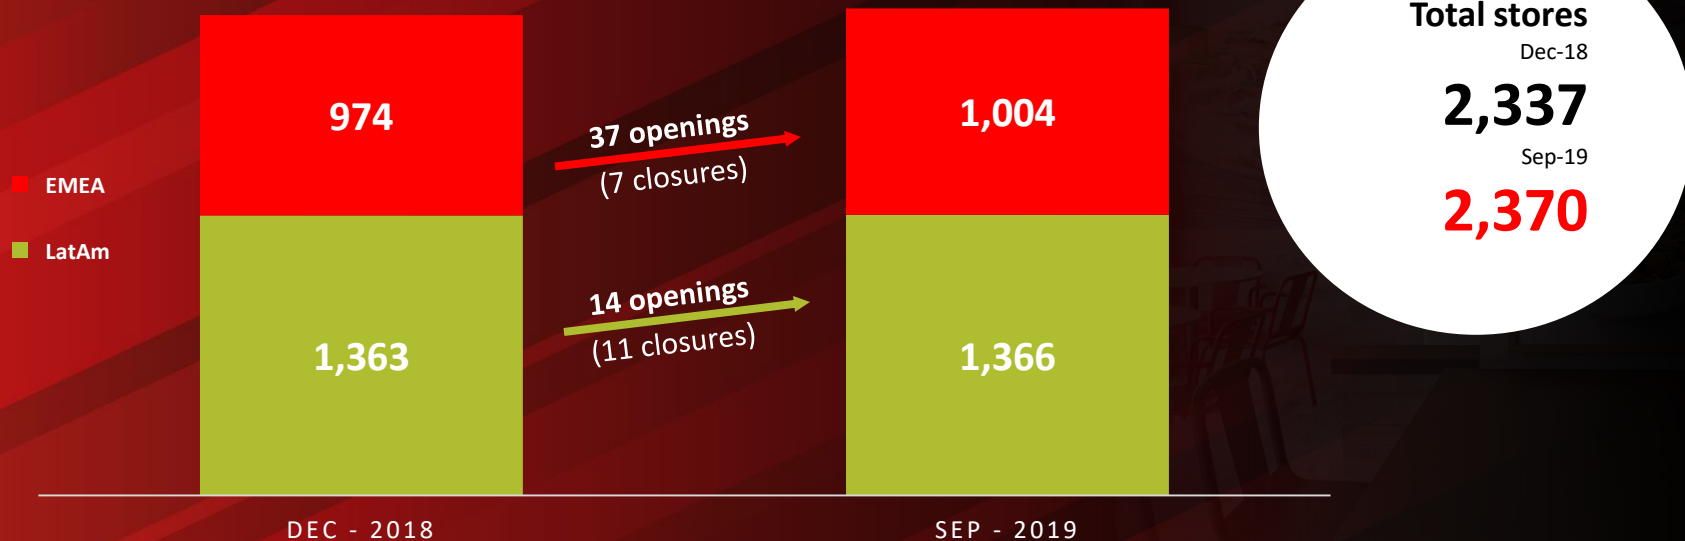 Total stores
Dec-18
2,337
Sep-19
2,370
EMEA
LatAm
974
1,363
37 openings
(7 closures)
14 openings
(11 closures)
1,004
1,366
DEC - 2018
SEP - 2019